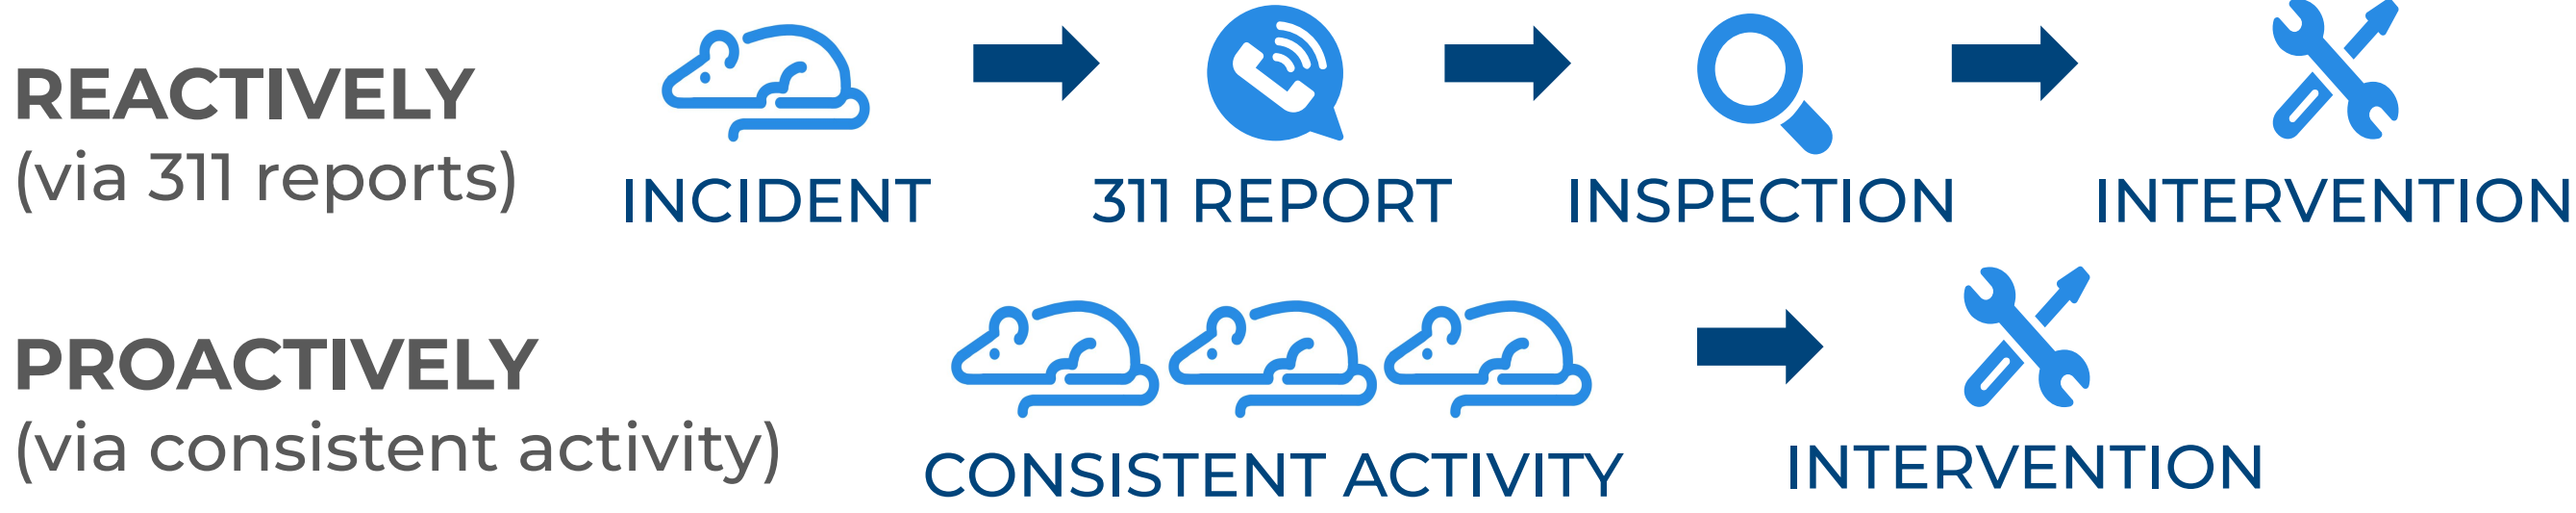 REACTIVELY
(via 311 reports)
INCIDENT
311 REPORT
INSPECTION
INTERVENTION
PROACTIVELY
(via consistent activity)
CONSISTENT ACTIVITY
INTERVENTION